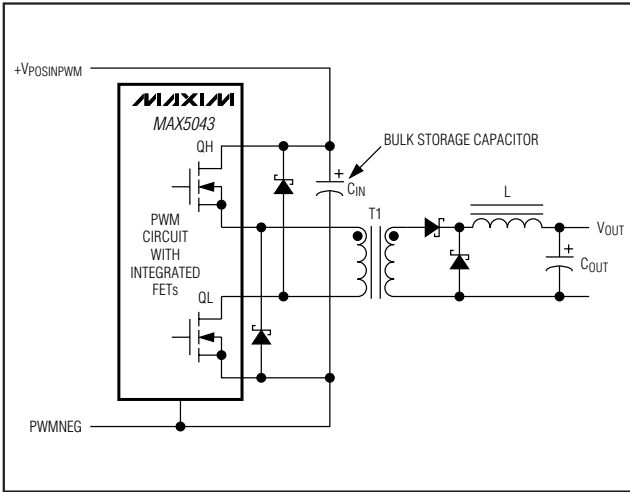 +VPOSINPWM
MAXIM
MAX5043
QH
PWM
CIRCUIT
WITH
INTEGRATED
FETs
QL
PWMNEG
BULK STORAGE CAPACITOR
+
CIN
T1
L
VOUT
+
COUT